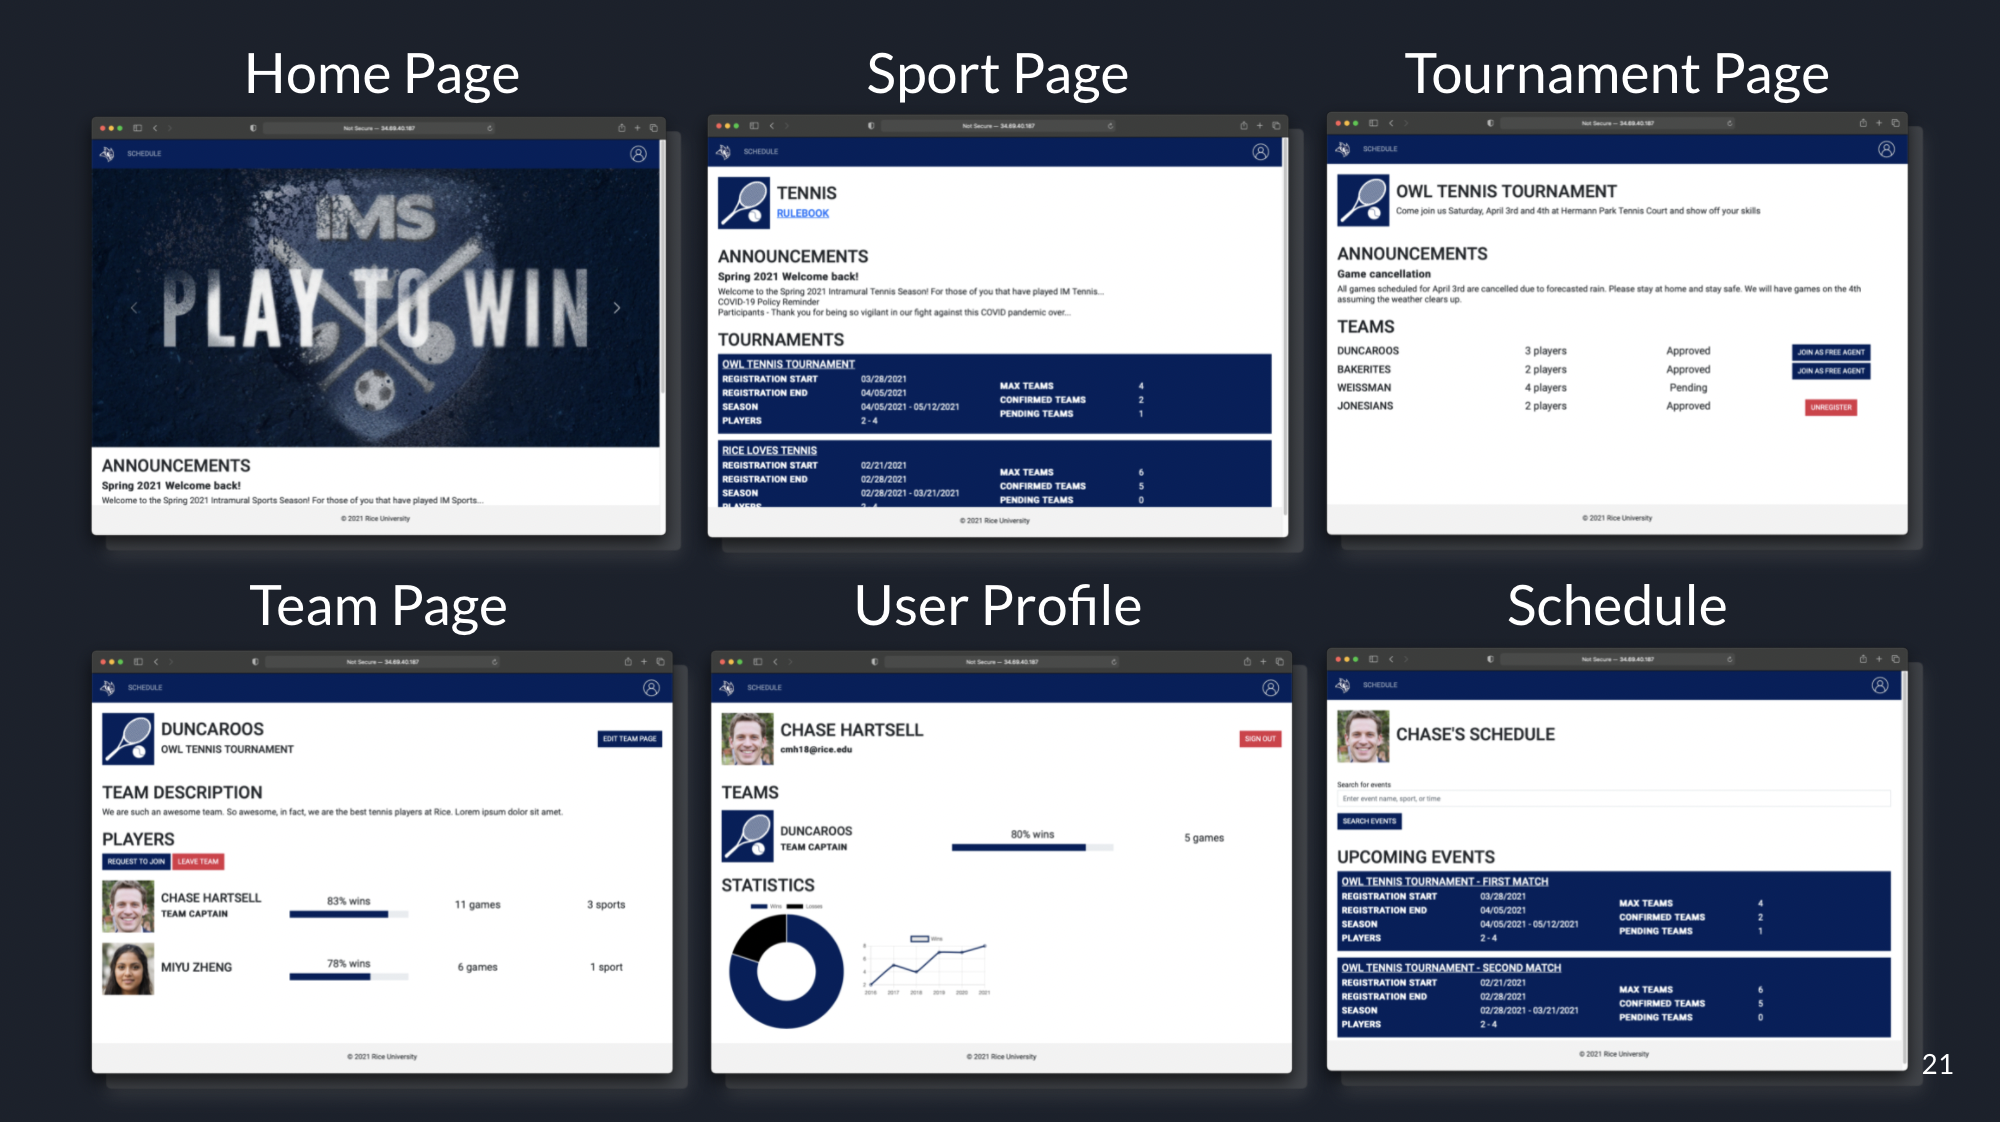 Home Page
Not Secure — 34.69.40.187
SCHEDULE
IMS
PLAY TO WIN
ANNOUNCEMENTS
Spring 2021 Welcome back!
Welcome to the Spring 2021 Intramural Sports Season! For those of you that have played IM Sports...
© 2021 Rice University
Sport Page
Not Secure — 34.69.40.187
SCHEDULE
TENNIS
RULEBOOK
ANNOUNCEMENTS
Spring 2021 Welcome back!
Welcome to the Spring 2021 Intramural Tennis Season! For those of you that have played IM Tennis...
COVID-19 Policy Reminder
Participants - Thank you for being so vigilant in our fight against this COVID pandemic over...
TOURNAMENTS
OWL TENNIS TOURNAMENT
REGISTRATION START 03/28/2021
REGISTRATION END 04/05/2021
SEASON 04/05/2021 - 05/12/2021
PLAYERS 2 - 4
MAX TEAMS 4
CONFIRMED TEAMS 2
PENDING TEAMS 1
RICE LOVES TENNIS
REGISTRATION START 02/21/2021
REGISTRATION END 02/28/2021
SEASON 02/28/2021 - 03/21/2021
PLAYERS 2 - 4
MAX TEAMS 6
CONFIRMED TEAMS 5
PENDING TEAMS 0
© 2021 Rice University
Tournament Page
Not Secure — 34.69.40.187
SCHEDULE
OWL TENNIS TOURNAMENT
Come join us Saturday, April 3rd and 4th at Hermann Park Tennis Court and show off your skills
ANNOUNCEMENTS
Game cancellation
All games scheduled for April 3rd are cancelled due to forecasted rain. Please stay at home and stay safe. We will have games on the 4th
assuming the weather clears up.
TEAMS
DUNCAROOS 3 players Approved JOIN AS FREE AGENT
BAKERITES 2 players Approved JOIN AS FREE AGENT
WEISSMAN 4 players Pending
JONESIANS 2 players Approved UNREGISTER
© 2021 Rice University
Team Page
Not Secure — 34.69.40.187
SCHEDULE
DUNCAROOS
OWL TENNIS TOURNAMENT
EDIT TEAM PAGE
TEAM DESCRIPTION
We are such an awesome team. So awesome, in fact, we are the best tennis players at Rice. Lorem ipsum dolor sit amet.
PLAYERS
REQUEST TO JOIN LEAVE TEAM
CHASE HARTSELL
TEAM CAPTAIN
83% wins 11 games 3 sports
MIYU ZHENG 78% wins 6 games 1 sport
© 2021 Rice University
User Profile
Not Secure — 34.69.40.187
SCHEDULE
CHASE HARTSELL
cmh18@rice.edu
SIGN OUT
TEAMS
DUNCAROOS
TEAM CAPTAIN
80% wins 5 games
STATISTICS
Wins Losses
Wins
8
6
4
2
2016 2017 2018 2019 2020 2021
© 2021 Rice University
Schedule
Not Secure — 34.69.40.187
SCHEDULE
CHASE'S SCHEDULE
Search for events
Enter event name, sport, or time
SEARCH EVENTS
UPCOMING EVENTS
OWL TENNIS TOURNAMENT - FIRST MATCH
REGISTRATION START 03/28/2021
REGISTRATION END 04/05/2021
SEASON 04/05/2021 - 05/12/2021
PLAYERS 2 - 4
MAX TEAMS 4
CONFIRMED TEAMS 2
PENDING TEAMS 1
OWL TENNIS TOURNAMENT - SECOND MATCH
REGISTRATION START 02/21/2021
REGISTRATION END 02/28/2021
SEASON 02/28/2021 - 03/21/2021
PLAYERS 2 - 4
MAX TEAMS 6
CONFIRMED TEAMS 5
PENDING TEAMS 0
© 2021 Rice University
21